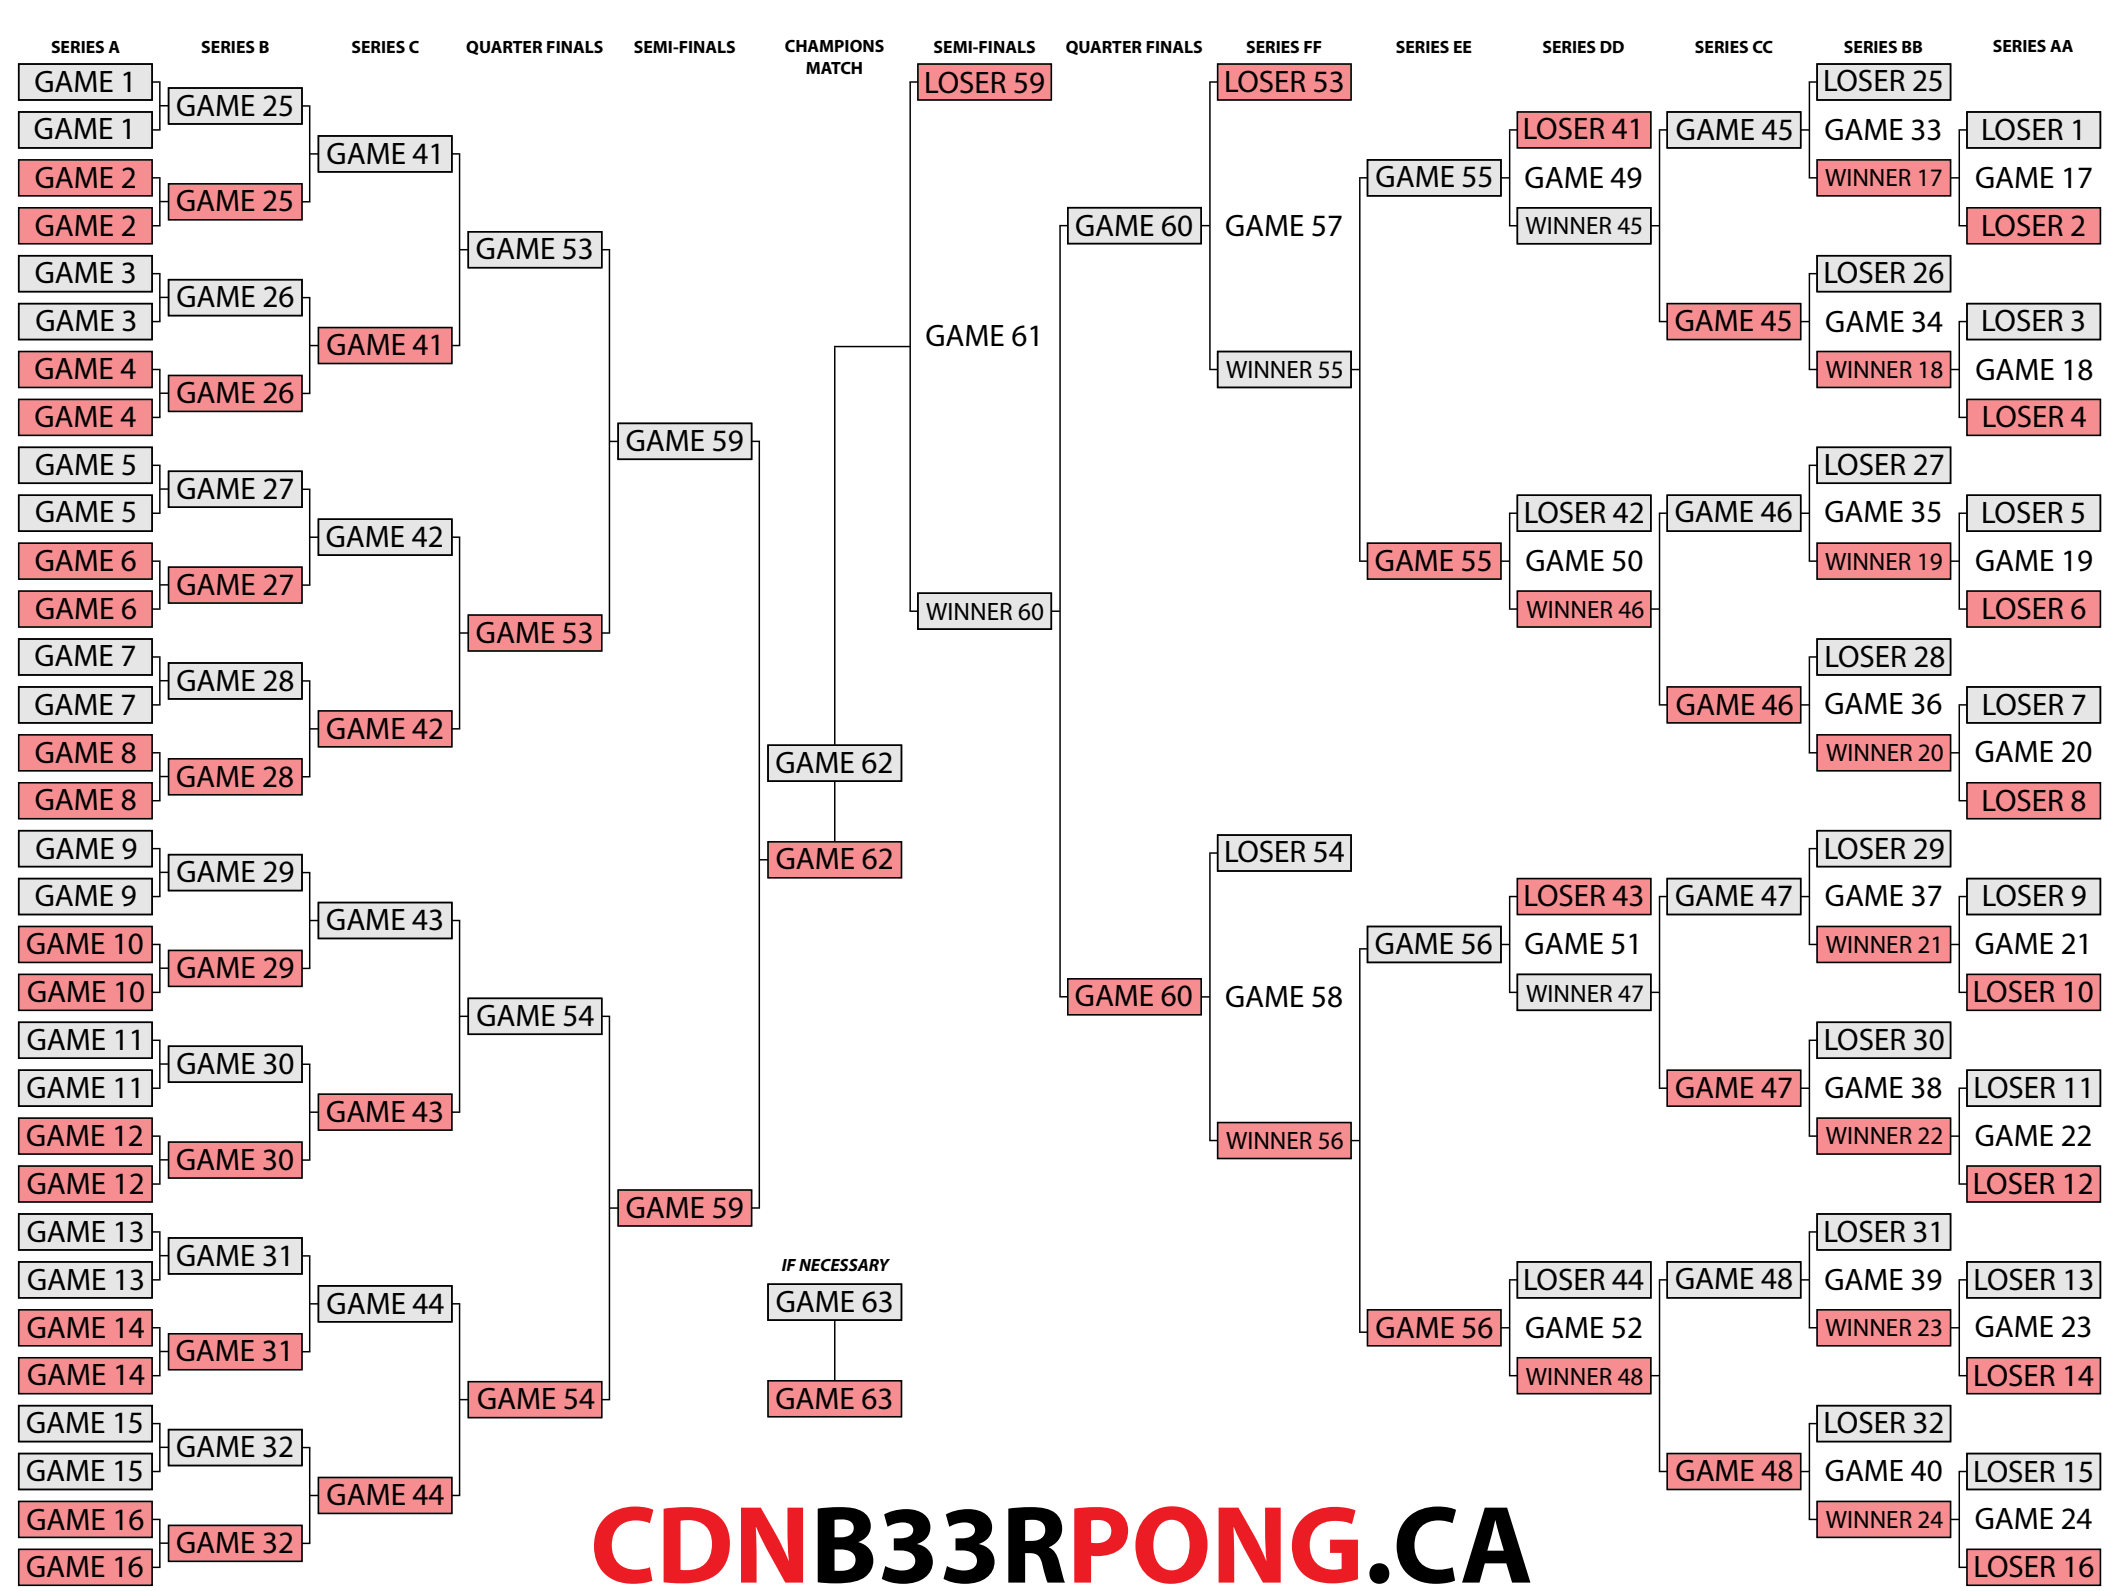 SERIES A
GAME 1
GAME 1
GAME 2
GAME 2
GAME 3
GAME 3
GAME 4
GAME 4
GAME 5
GAME 5
GAME 6
GAME 6
GAME 7
GAME 7
GAME 8
GAME 8
GAME 9
GAME 9
GAME 10
GAME 10
GAME 11
GAME 11
GAME 12
GAME 12
GAME 13
GAME 13
GAME 14
GAME 14
GAME 15
GAME 15
GAME 16
GAME 16
SERIES B
GAME 25
GAME 25
GAME 26
GAME 26
GAME 27
GAME 27
GAME 28
GAME 28
GAME 29
GAME 29
GAME 30
GAME 30
GAME 31
GAME 31
GAME 32
GAME 32
SERIES C
GAME 41
GAME 41
GAME 42
GAME 42
GAME 43
GAME 43
GAME 44
GAME 44
QUARTER FINALS
GAME 53
GAME 53
GAME 54
GAME 54
SEMI-FINALS
GAME 59
GAME 59
CHAMPIONS
MATCH
GAME 62
GAME 62
IF NECESSARY
GAME 63
GAME 63
SEMI-FINALS
LOSER 59
GAME 61
WINNER 60
QUARTER FINALS
GAME 60
GAME 60
SERIES FF
LOSER 53
GAME 57
WINNER 55
LOSER 54
GAME 58
WINNER 56
SERIES EE
GAME 55
GAME 55
GAME 56
GAME 56
SERIES DD
LOSER 41
GAME 49
WINNER 45
LOSER 42
GAME 50
WINNER 46
LOSER 43
GAME 51
WINNER 47
LOSER 44
GAME 52
WINNER 48
SERIES CC
GAME 45
GAME 45
GAME 46
GAME 46
GAME 47
GAME 47
GAME 48
GAME 48
SERIES BB
LOSER 25
GAME 33
WINNER 17
LOSER 26
GAME 34
WINNER 18
LOSER 27
GAME 35
WINNER 19
LOSER 28
GAME 36
WINNER 20
LOSER 29
GAME 37
WINNER 21
LOSER 30
GAME 38
WINNER 22
LOSER 31
GAME 39
WINNER 23
LOSER 32
GAME 40
WINNER 24
SERIES AA
LOSER 1
GAME 17
LOSER 2
LOSER 3
GAME 18
LOSER 4
LOSER 5
GAME 19
LOSER 6
LOSER 7
GAME 20
LOSER 8
LOSER 9
GAME 21
LOSER 10
LOSER 11
GAME 22
LOSER 12
LOSER 13
GAME 23
LOSER 14
LOSER 15
GAME 24
LOSER 16
CDNB33RPONG.CA